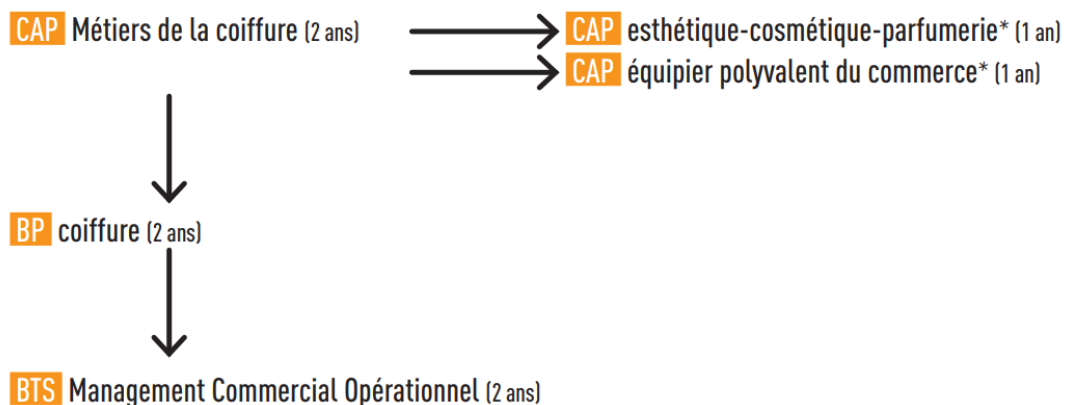 CAP Métiers de la coiffure (2 ans)
CAP esthétique-cosmétique-parfumerie* (1 an)
CAP équipier polyvalent du commerce* (1 an)
BP coiffure (2 ans)
BTS Management Commercial Opérationnel (2 ans)